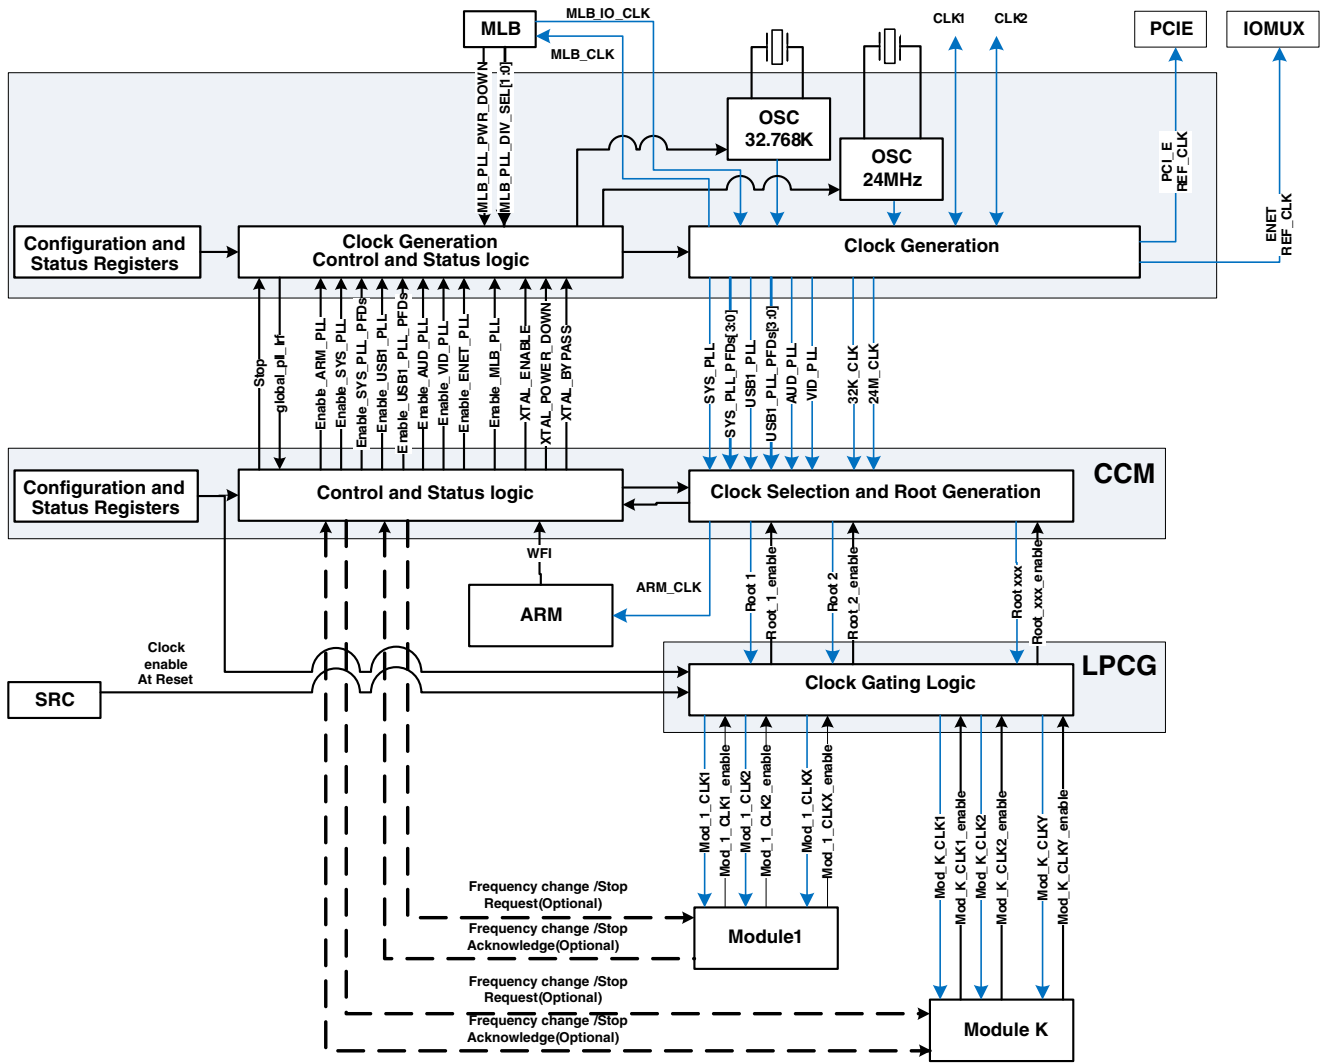 MLB
MLB_IO_CLK
MLB_CLK
CLK1
CLK2
PCIE
IOMUX
MLB_PLL_PWR_DOWN
MLB_PLL_DIV_SEL[1:0]
OSC
32.768K
OSC
24MHz
PCI_E
REF_CLK
ENET
REF_CLK
Configuration and
Status Registers
Clock Generation
Control and Status logic
Clock Generation
Stop
global_pll_lrf
Enable_ARM_PLL
Enable_SYS_PLL
Enable_SYS_PLL_PFDs
Enable_USB1_PLL
Enable_USB1_PLL_PFDs
Enable_AUD_PLL
Enable_VID_PLL
Enable_ENET_PLL
Enable_MLB_PLL
XTAL_ENABLE
XTAL_POWER_DOWN
XTAL_BYPASS
SYS_PLL
SYS_PLL_PFDs[3:0]
USB1_PLL
USB1_PLL_PFDs[3:0]
AUD_PLL
VID_PLL
32K_CLK
24M_CLK
Configuration and
Status Registers
Control and Status logic
Clock Selection and Root Generation
CCM
WFI
ARM
ARM_CLK
Root 1
Root_1_enable
Root 2
Root_2_enable
Root xxx
Root_xxx_enable
Clock
enable
At Reset
SRC
Clock Gating Logic
LPCG
Mod_1_CLK1
Mod_1_CLK1_enable
Mod_1_CLK2
Mod_1_CLK2_enable
Mod_1_CLKX
Mod_1_CLKX_enable
Mod_K_CLK1
Mod_K_CLK1_enable
Mod_K_CLK2
Mod_K_CLK2_enable
Mod_K_CLKY
Mod_K_CLKY_enable
Frequency change /Stop
Request(Optional)
Frequency change /Stop
Acknowledge(Optional)
Module1
Frequency change /Stop
Request(Optional)
Frequency change /Stop
Acknowledge(Optional)
Module K